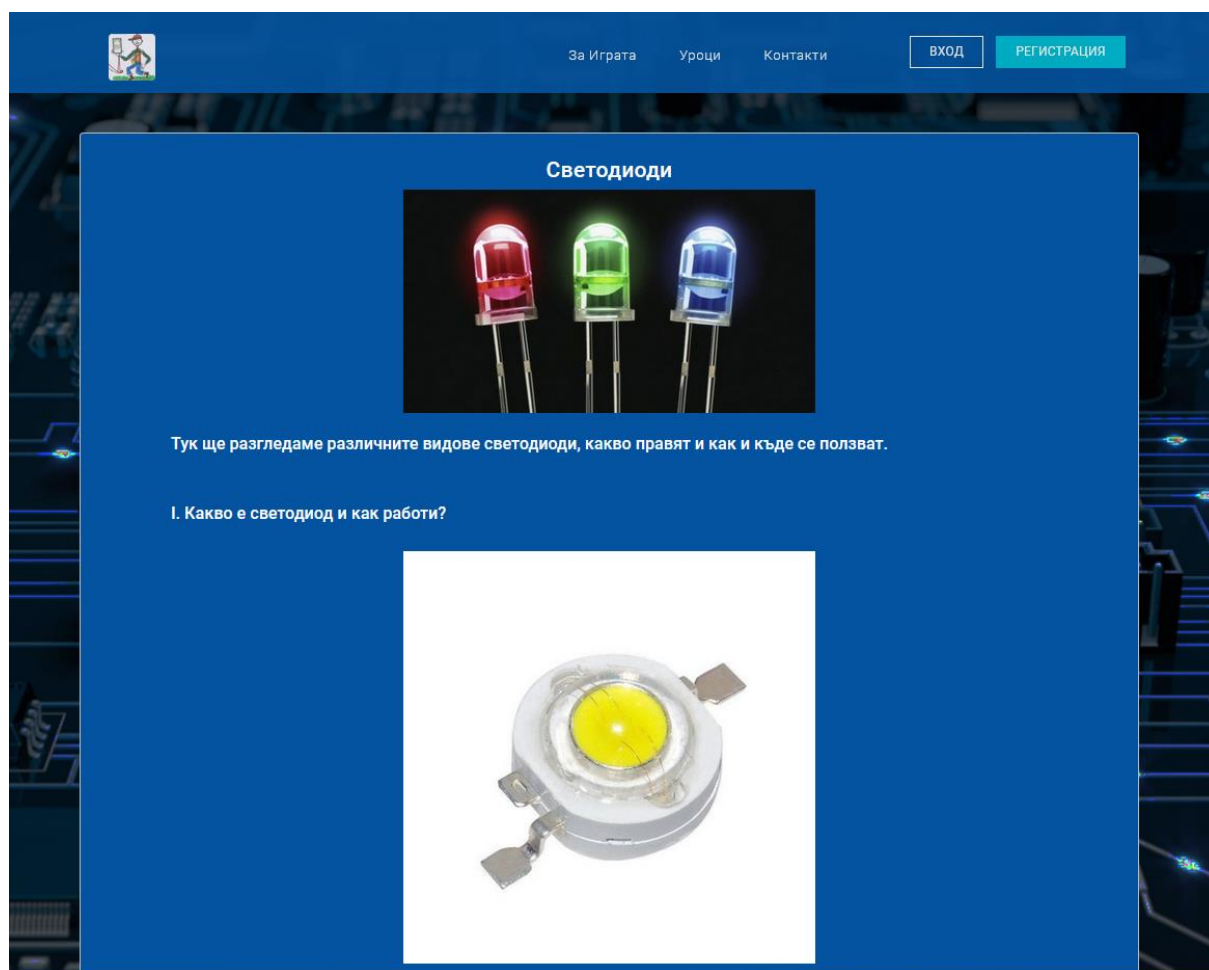 За Играта Уроци Контакти ВХОД РЕГИСТРАЦИЯ
Светодиоди
Тук ще разгледаме различните видове светодиоди, какво правят и как и къде се ползват.
I. Какво е светодиод и как работи?